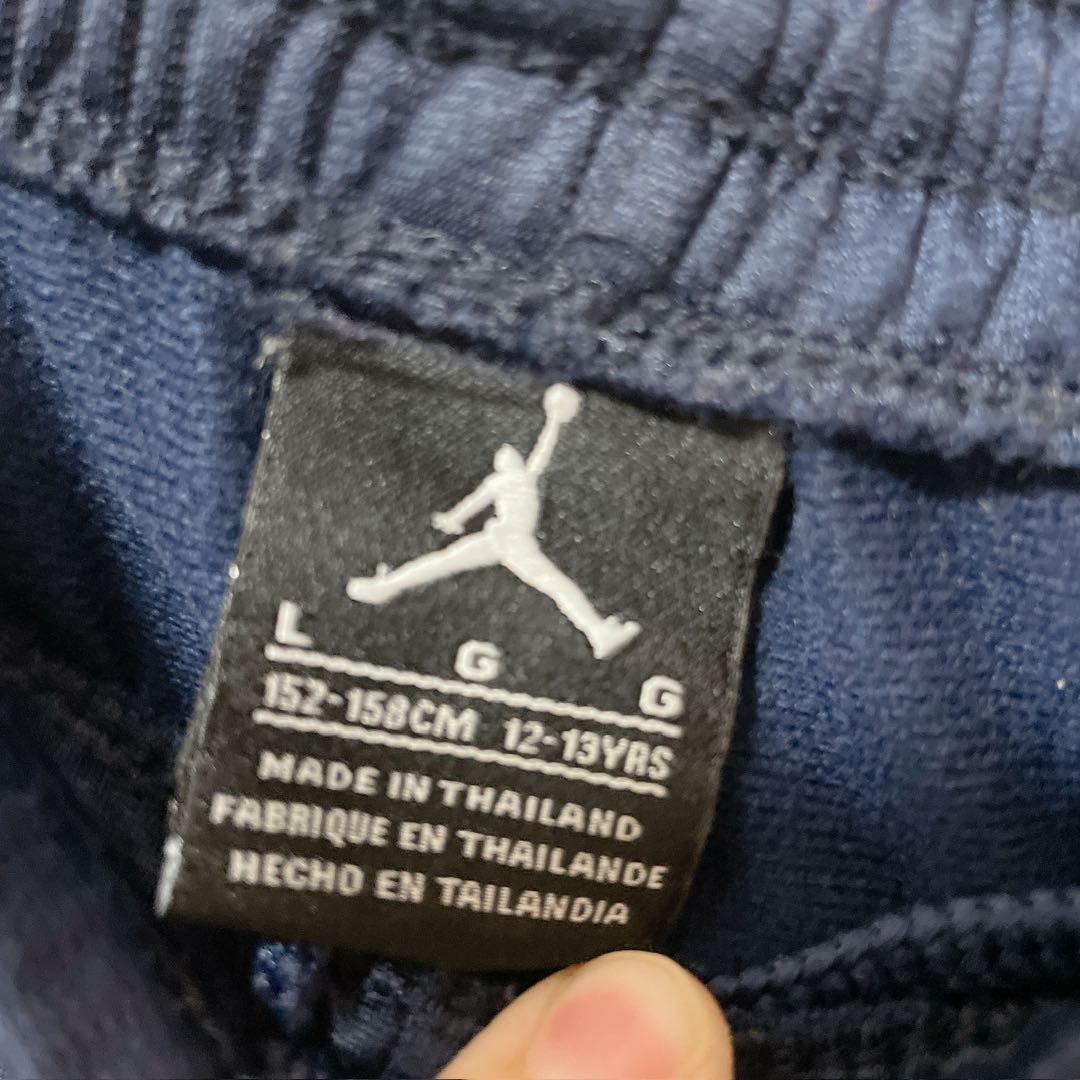 L G G
152-158CM 12-13YRS
MADE IN THAILAND
FABRIQUE EN THAILANDE
HECHO EN TAILANDIA